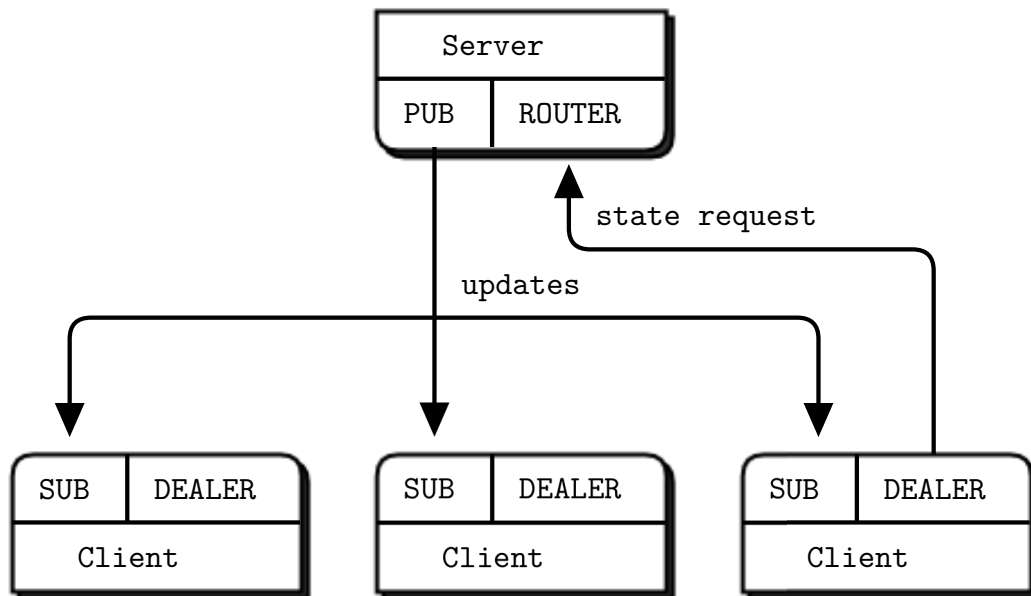 Server
PUB ROUTER
state request
updates
SUB DEALER SUB DEALER SUB DEALER
Client Client Client